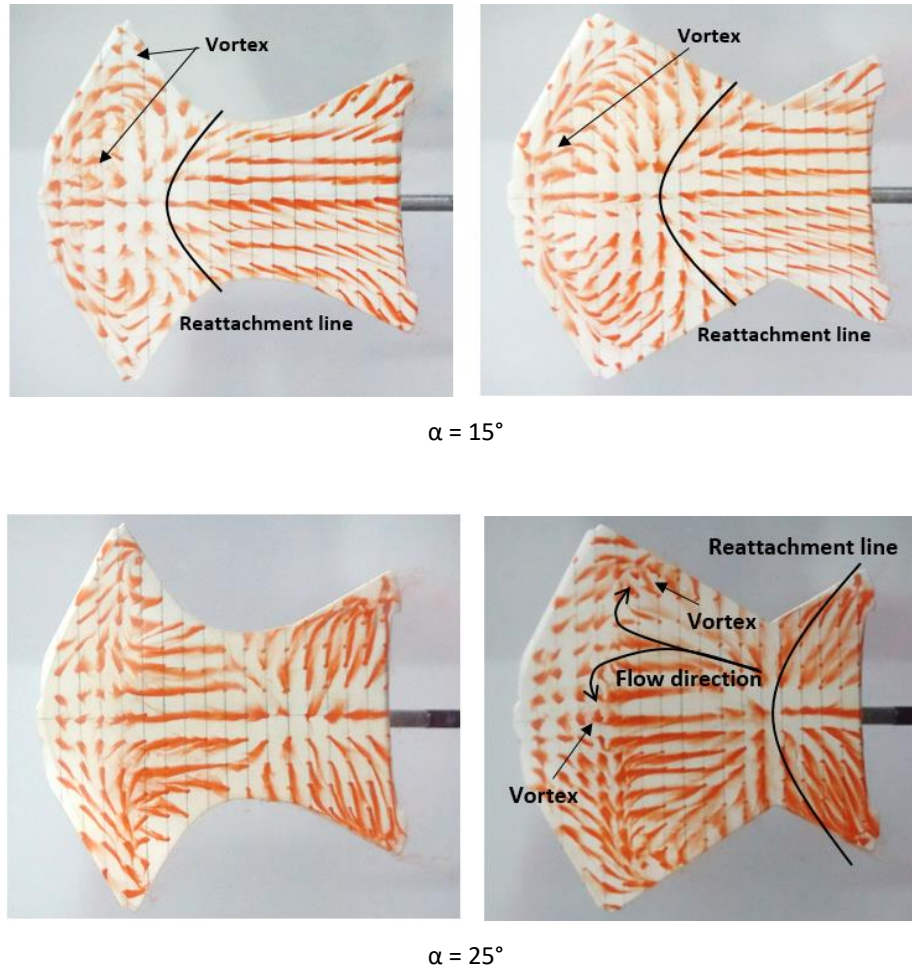 Vortex
Reattachment line
Vortex
Reattachment line
α = 15°
Reattachment line
Vortex
Flow direction
Vortex
α = 25°